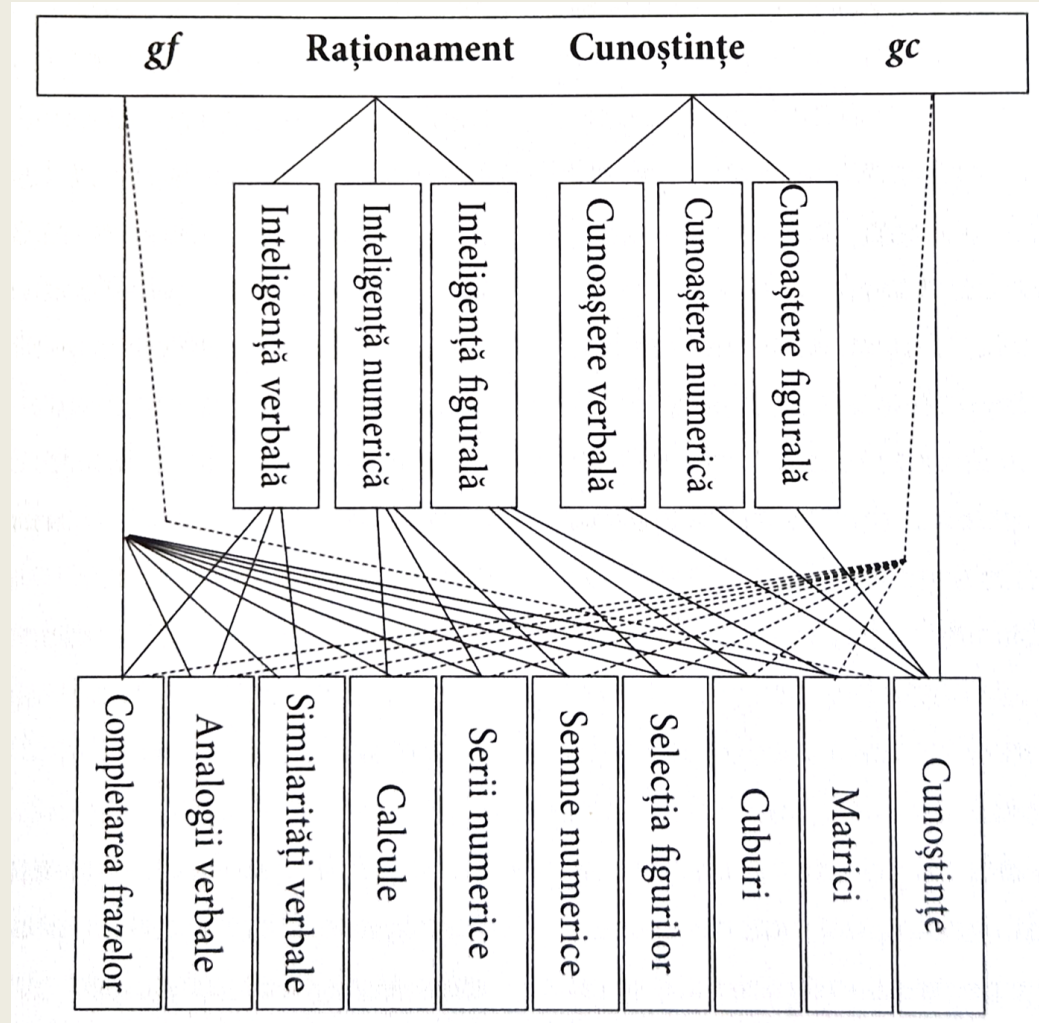 gf Raționament Cunoștințe gc
Inteligență verbală
Inteligență numerică
Inteligență figurală
Cunoaștere verbală
Cunoaștere numerică
Cunoaștere figurală
Completarea frazelor
Analogii verbale
Similarități verbale
Calcule
Serii numerice
Semne numerice
Selecția figurilor
Cuburi
Matrici
Cunoștințe